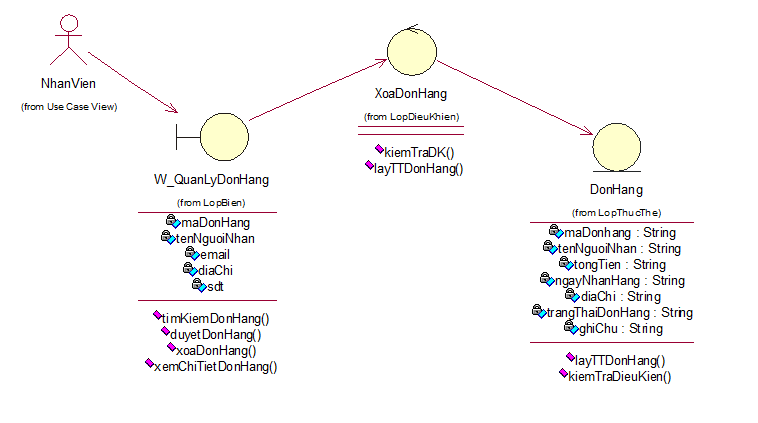 NhanVien
(from Use Case View)
W_QuanLyDonHang
(from LopBien)
maDonHang
tenNguoiNhan
email
diaChi
sdt
timKiemDonHang()
duyetDonHang()
xoaDonHang()
xemChiTietDonHang()
XoaDonHang
(from LopDieuKhien)
kiemTraDK()
layTTDonHang()
DonHang
(from LopThucThe)
maDonhang : String
tenNguoiNhan : String
tongTien : String
ngayNhanHang : String
diaChi : String
trangThaiDonHang : String
ghiChu : String
layTTDonHang()
kiemTraDieuKien()